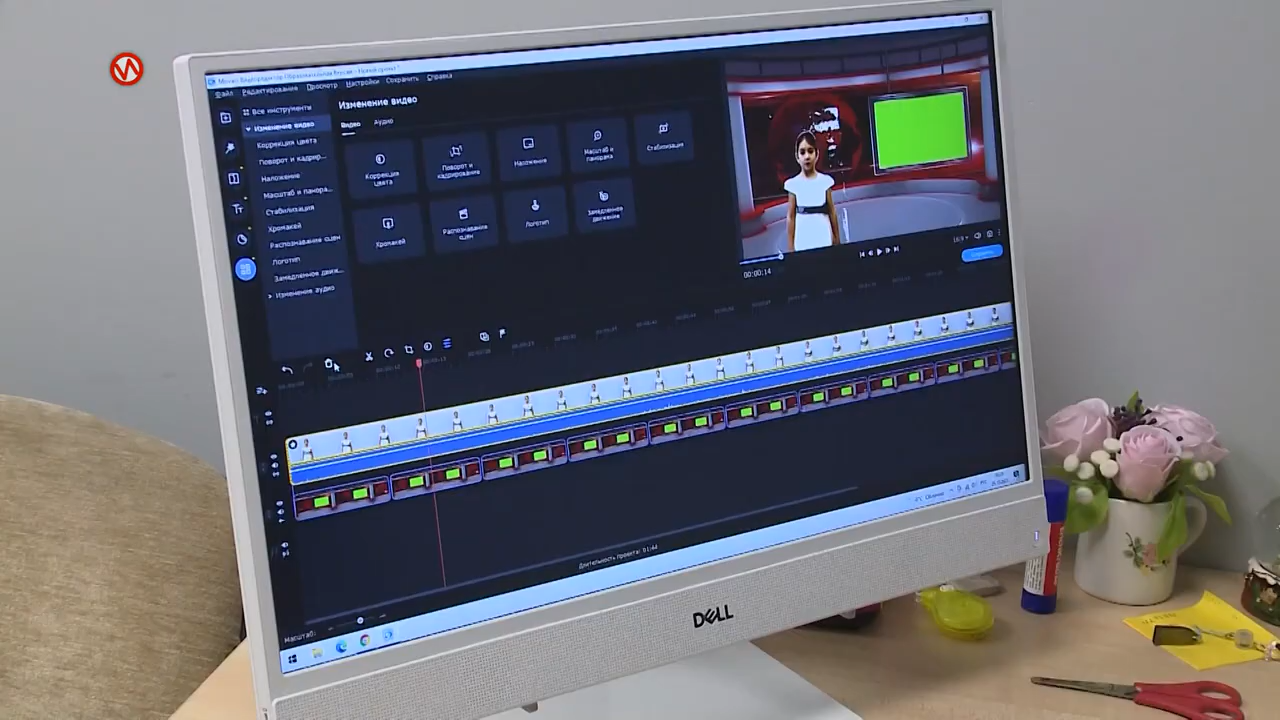 Файл Редактирование Просмотр Настройки Сохранить Справка
Все инструменты
Изменение видео
Коррекция цвета
Поворот и кадрир...
Наложение
Масштаб и панора...
Стабилизация
Хромакей
Распознавание сцен
Логотип
Замедленное движ...
Изменение аудио
Изменение видео
Видео Аудио
Коррекция цвета
Поворот и кадрирование
Наложение
Масштаб и панорама
Стабилизация
Хромакей
Распознавание сцен
Логотип
Замедленное движение
00:00:14
16:9
Длительность проекта: 01:44
Масштаб:
DELL